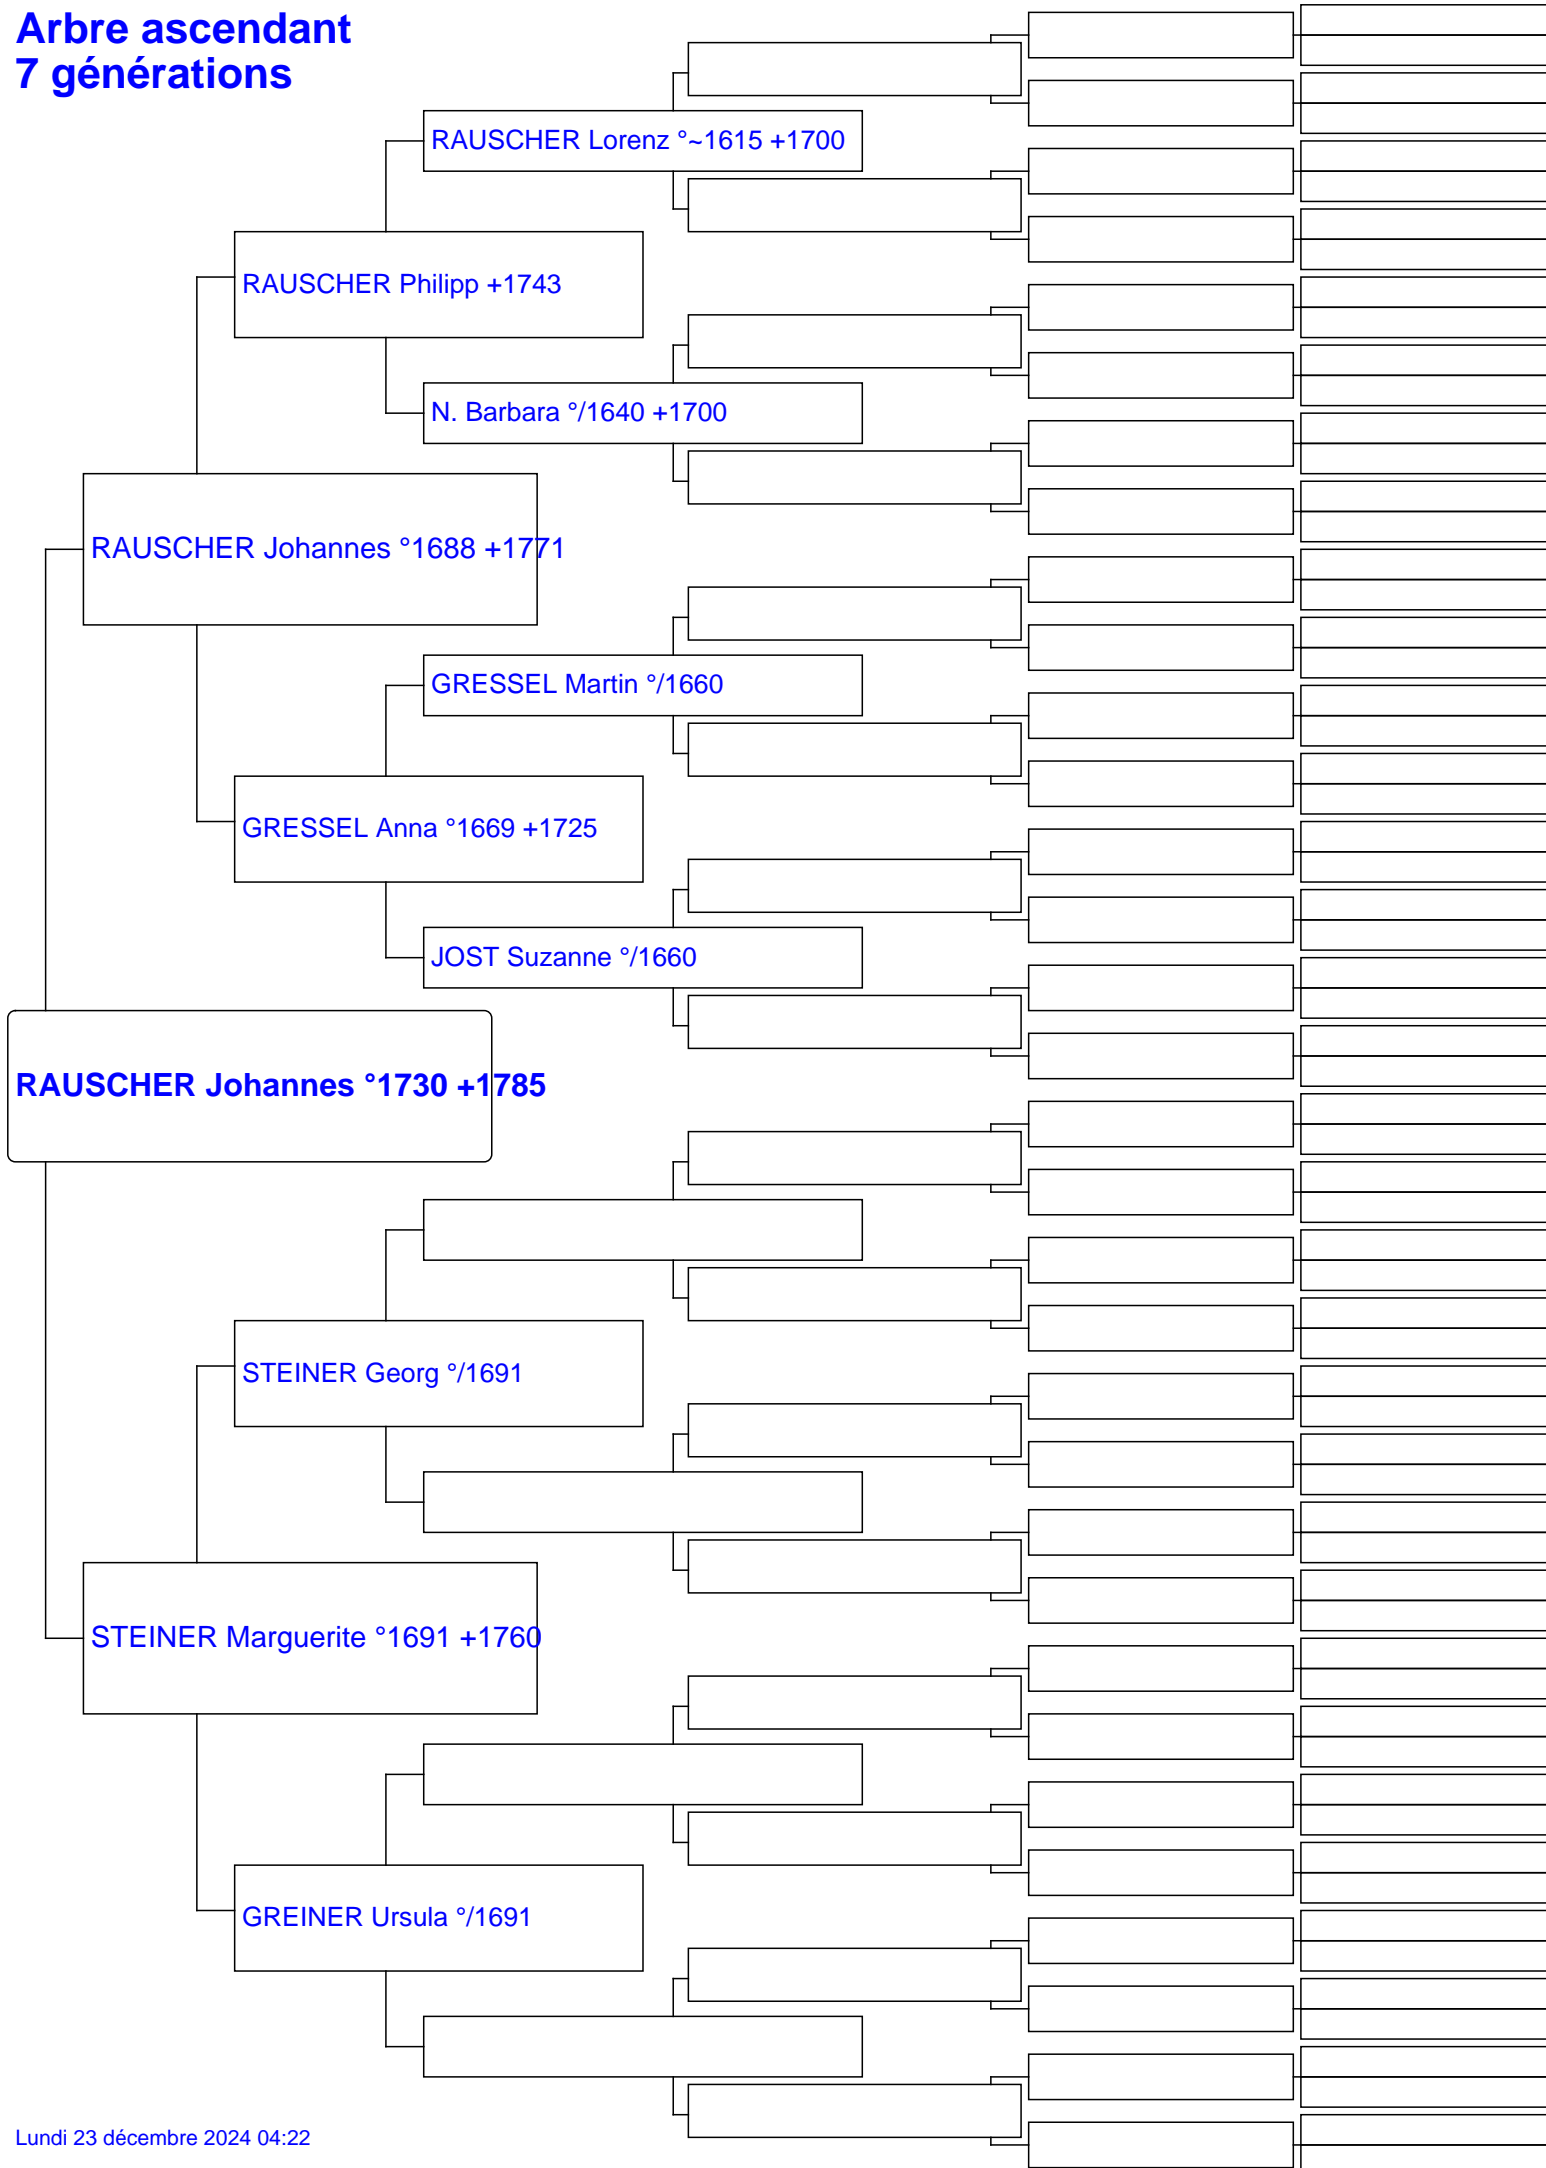 Arbre ascendant
7 générations
RAUSCHER Lorenz °~1615 +1700
RAUSCHER Philipp +1743
N. Barbara °/1640 +1700
RAUSCHER Johannes °1688 +1771
GRESSEL Martin °/1660
GRESSEL Anna °1669 +1725
JOST Suzanne °/1660
RAUSCHER Johannes °1730 +1785
STEINER Georg °/1691
STEINER Marguerite °1691 +1760
GREINER Ursula °/1691
Lundi 23 décembre 2024 04:22